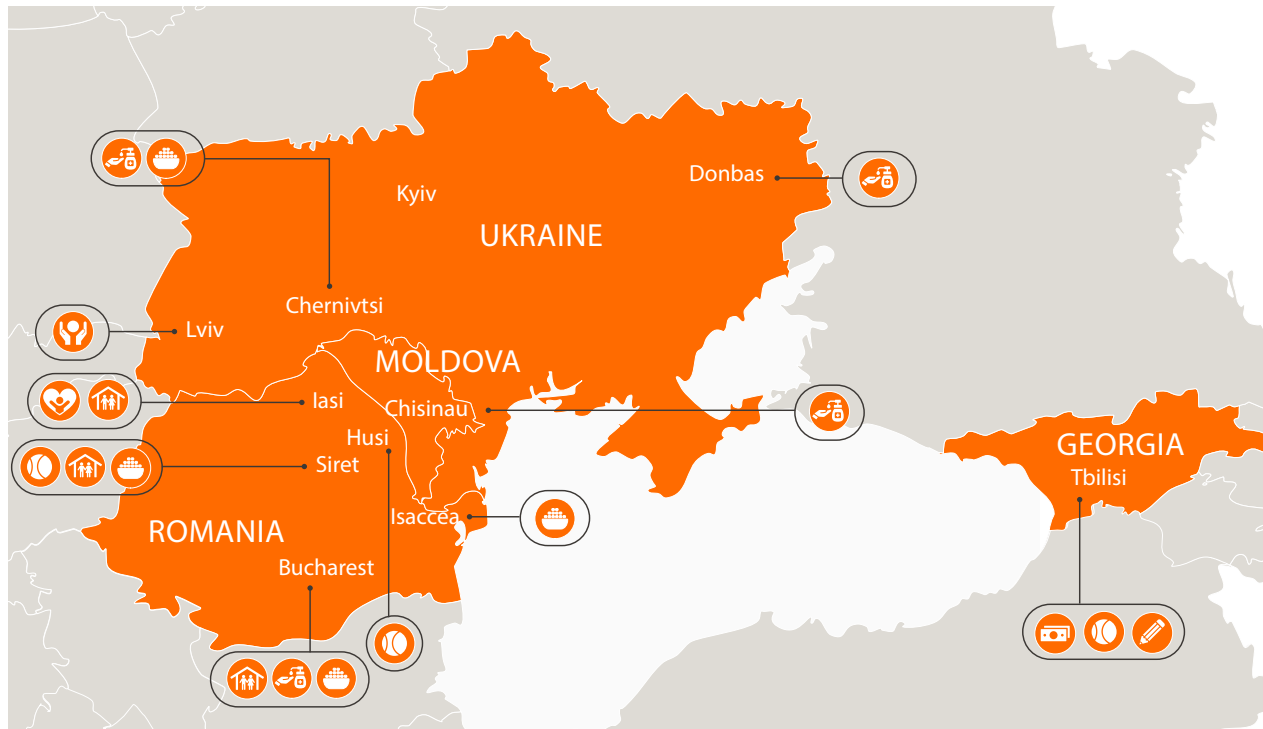 Donbas
Kyiv
UKRAINE
Chernivtsi
Lviv
MOLDOVA
Iasi
Chisinau
Husi
GEORGIA
Siret
Tbilisi
Isaccea
ROMANIA
Bucharest